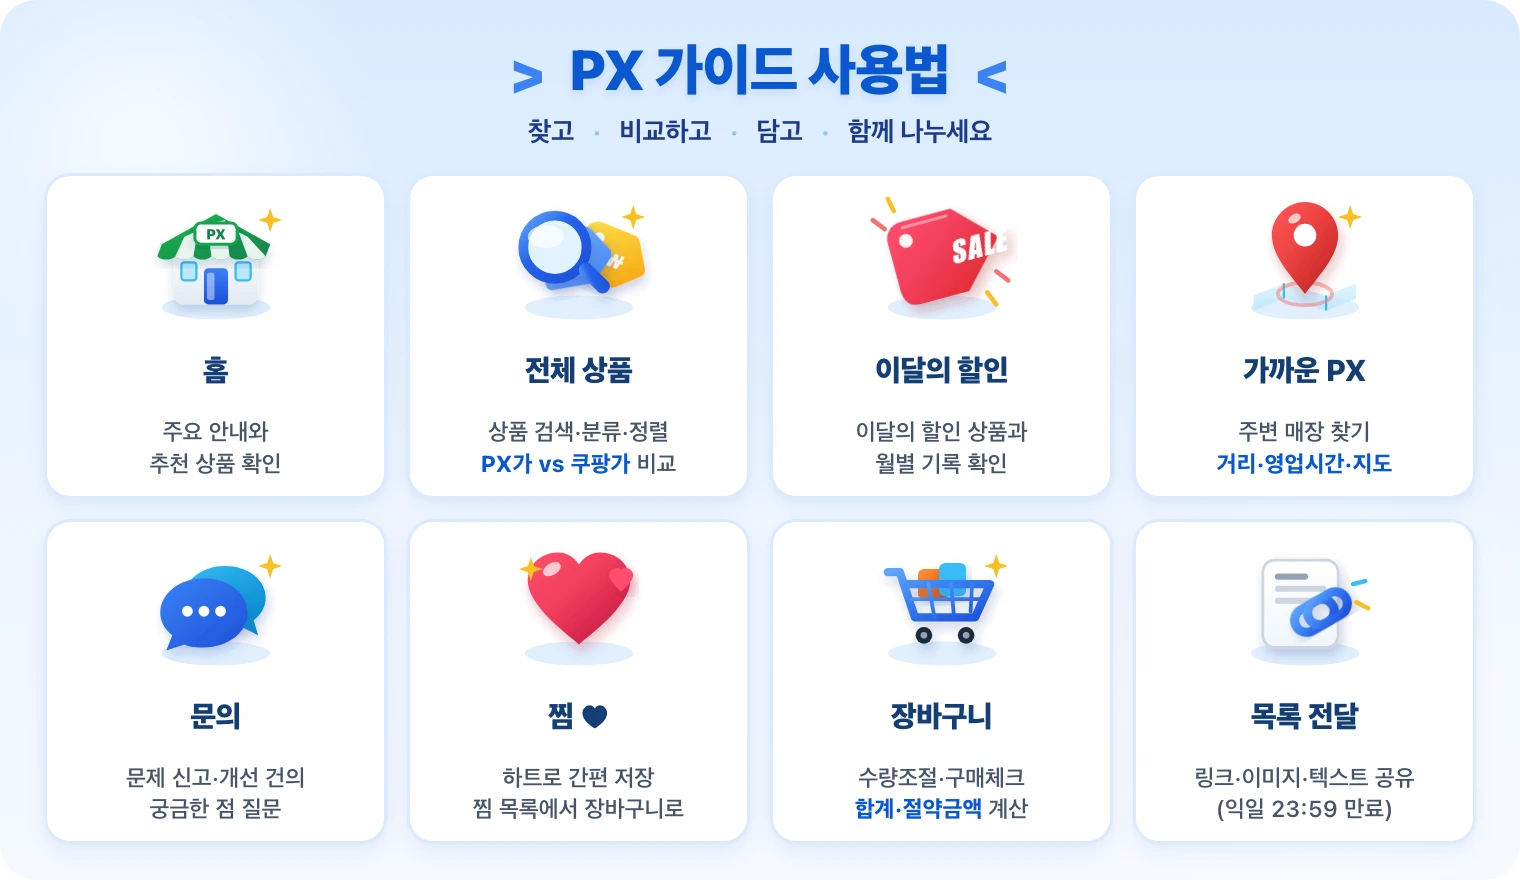 > PX 가이드 사용법 <
찾고 · 비교하고 · 담고 · 함께 나누세요
PX
홈
주요 안내와
추천 상품 확인
전체 상품
상품 검색·분류·정렬
PX가 vs 쿠팡가 비교
SALE
이달의 할인
이달의 할인 상품과
월별 기록 확인
가까운 PX
주변 매장 찾기
거리·영업시간·지도
문의
문제 신고·개선 건의
궁금한 점 질문
찜 ♥
하트로 간편 저장
찜 목록에서 장바구니로
장바구니
수량조절·구매체크
합계·절약금액 계산
목록 전달
링크·이미지·텍스트 공유
(익일 23:59 만료)